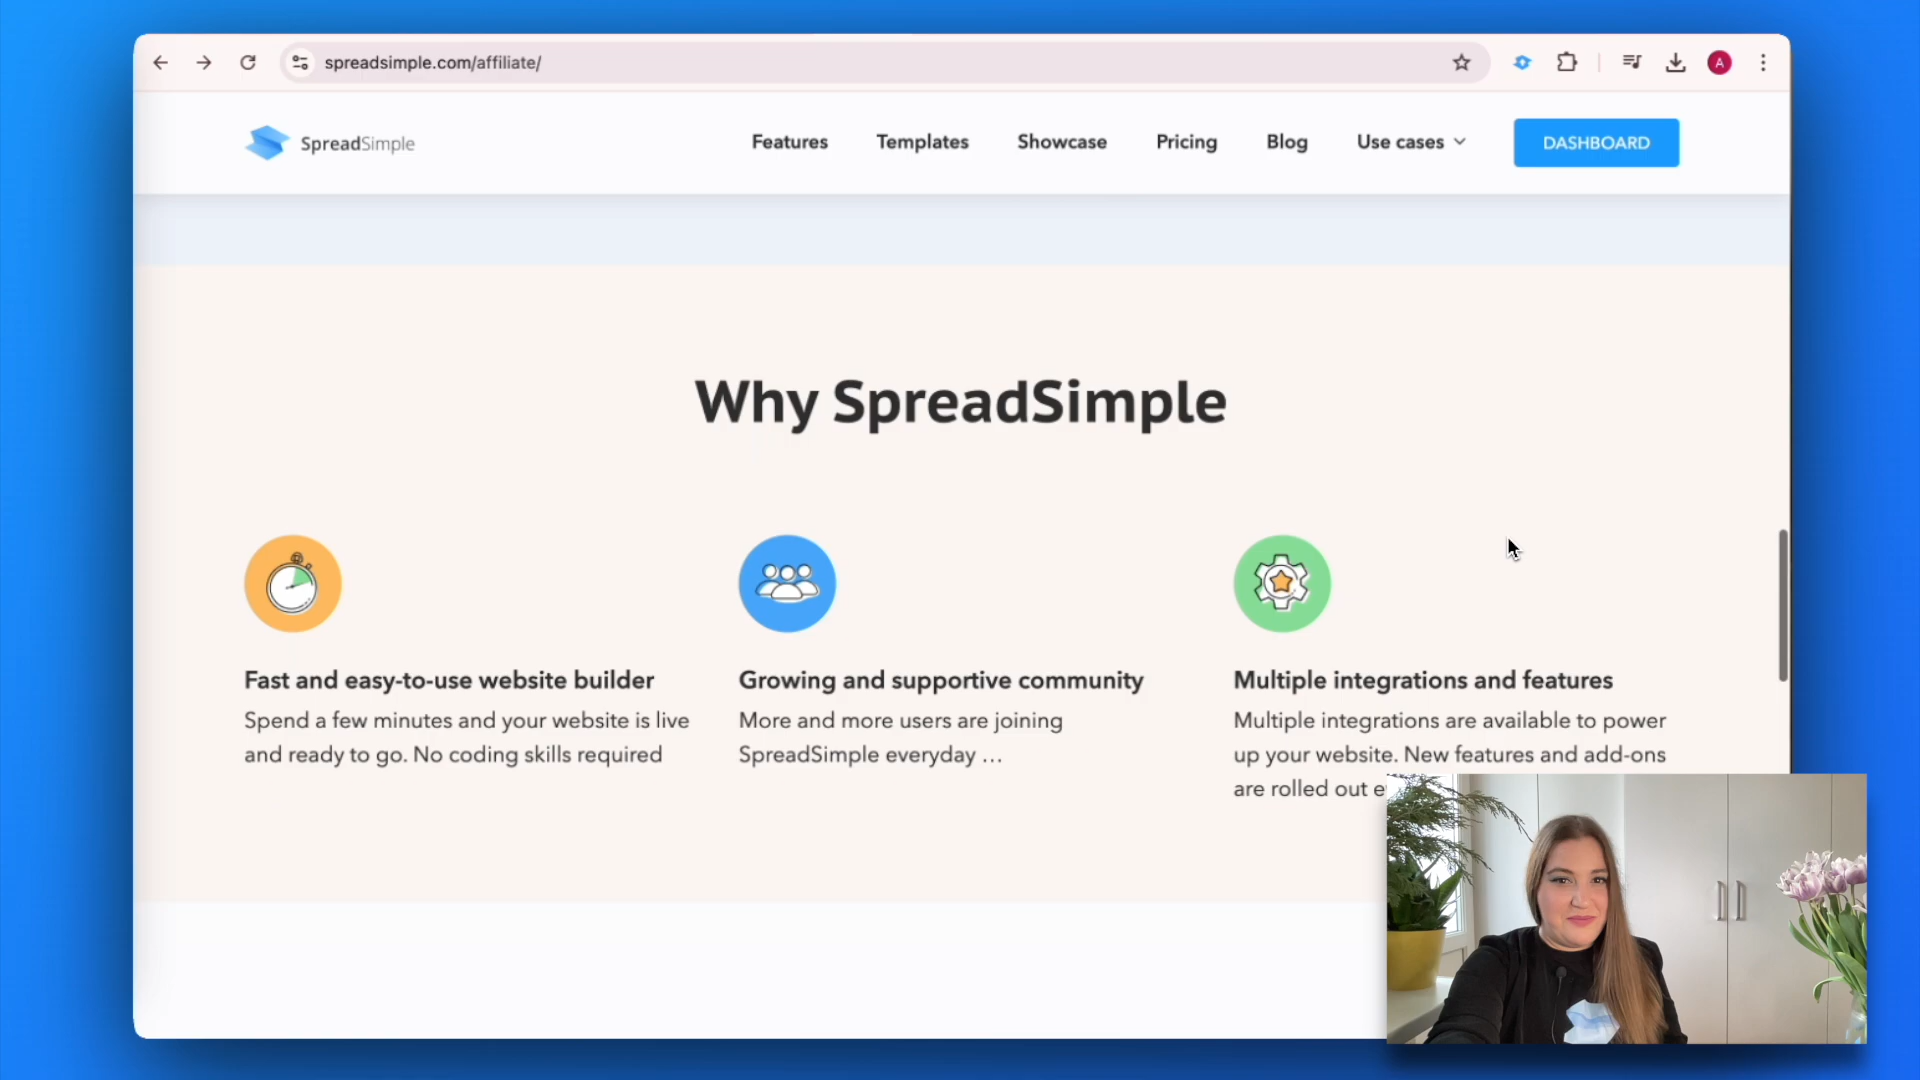 spreadsimple.com/affiliate/
A
SpreadSimple
Features
Templates
Showcase
Pricing
Blog
Use cases
DASHBOARD
Why SpreadSimple
Fast and easy-to-use website builder
Spend a few minutes and your website is live
and ready to go. No coding skills required
Growing and supportive community
More and more users are joining
SpreadSimple everyday …
Multiple integrations and features
Multiple integrations are available to power
up your website. New features and add-ons
are rolled out